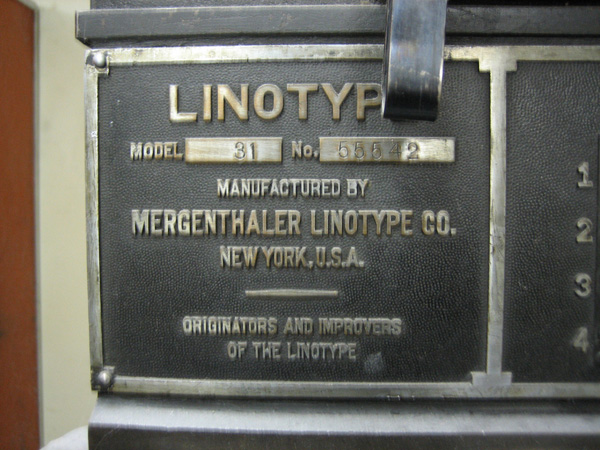 LINOTYP
MODEL 31 No. 55542
MANUFACTURED BY
MERGENTHALER LINOTYPE CO.
NEW YORK, U.S.A.
ORIGINATORS AND IMPROVERS
OF THE LINOTYPE
1
2
3
4